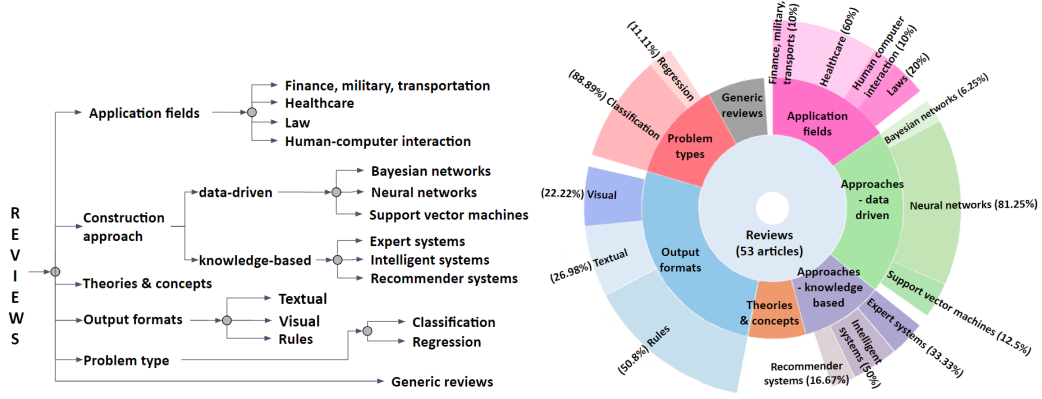 REVIEWS
Application fields
Finance, military, transportation
Healthcare
Law
Human-computer interaction
Construction
approach
data-driven
Bayesian networks
Neural networks
Support vector machines
knowledge-based
Expert systems
Intelligent systems
Recommender systems
Theories & concepts
Output formats
Textual
Visual
Rules
Problem type
Classification
Regression
Generic reviews
Reviews
(53 articles)
Application
fields
Finance, military,
transports (10%)
Healthcare (60%)
Human computer
interaction (10%)
Laws (20%)
Approaches
- data
driven
Bayesian networks (6.25%)
Neural networks (81.25%)
Support vector machines (12.5%)
Approaches
- knowledge
based
Expert systems (33.33%)
Intelligent
systems (50%)
Recommender
systems (16.67%)
Theories
& concepts
Output
formats
(50.8%) Rules
(26.98%) Textual
(22.22%) Visual
Problem
types
(88.89%) Classification
(11.11%) Regression
Generic
reviews